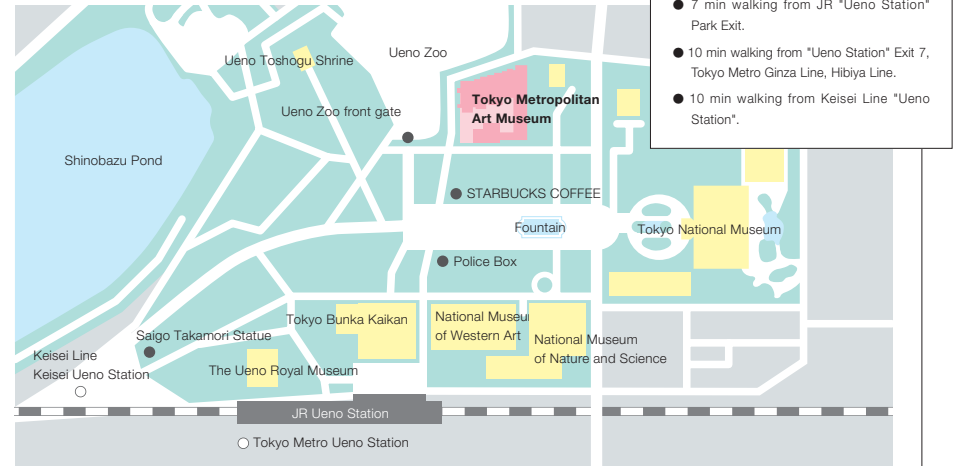 ● 7 min walking from JR "Ueno Station"
Park Exit.
● 10 min walking from "Ueno Station" Exit 7,
Tokyo Metro Ginza Line, Hibiya Line.
● 10 min walking from Keisei Line "Ueno
Station".
Ueno Zoo
Ueno Toshogu Shrine
Tokyo Metropolitan
Art Museum
Ueno Zoo front gate
Shinobazu Pond
STARBUCKS COFFEE
Fountain
Tokyo National Museum
Police Box
Tokyo Bunka Kaikan
National Museum
of Western Art
National Museum
of Nature and Science
Saigo Takamori Statue
Keisei Line
Keisei Ueno Station
The Ueno Royal Museum
JR Ueno Station
Tokyo Metro Ueno Station